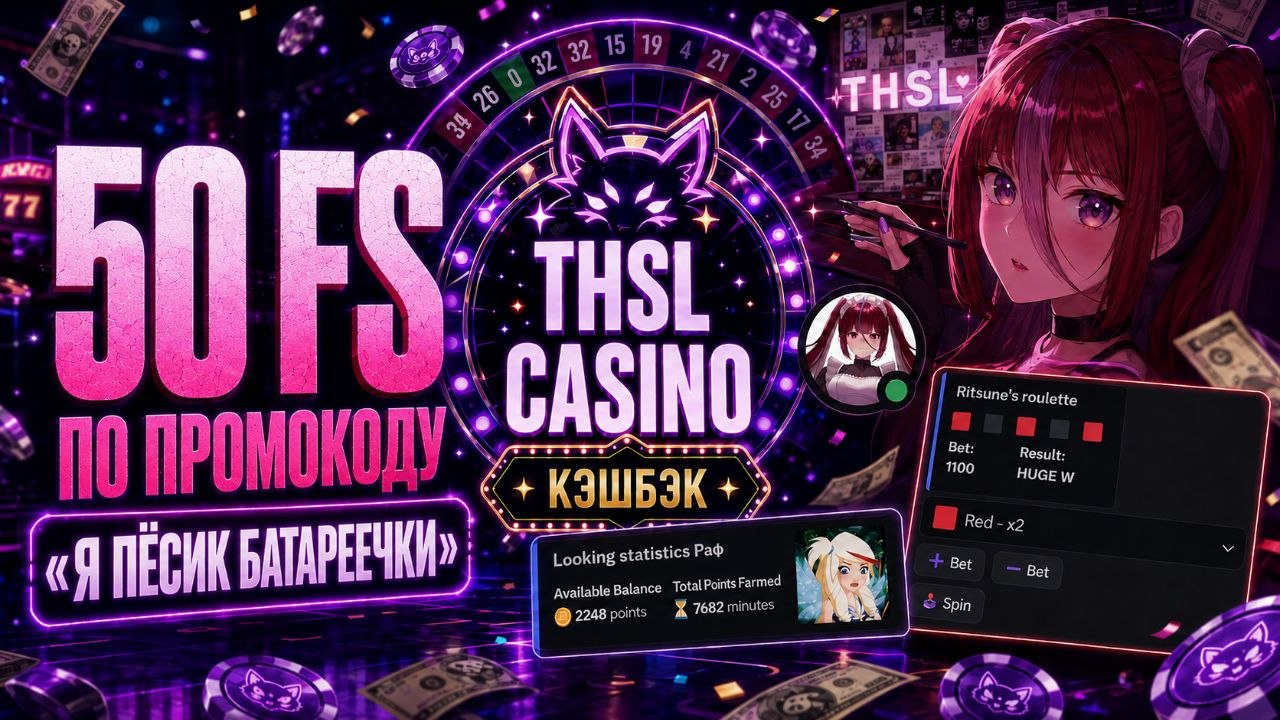 50 FS
ПО ПРОМОКОДУ
«Я ПЁСИК БАТАРЕЕЧКИ»
77
34 26 0 32 32 15 19 4 21 2 25 17 34
THSL
CASINO
КЭШБЭК
THSL
Looking statistics Раф
Available Balance Total Points Farmed
2248 points 7682 minutes
Ritsune's roulette
Bet: Result:
1100 HUGE W
Red - x2
Bet Bet
Spin